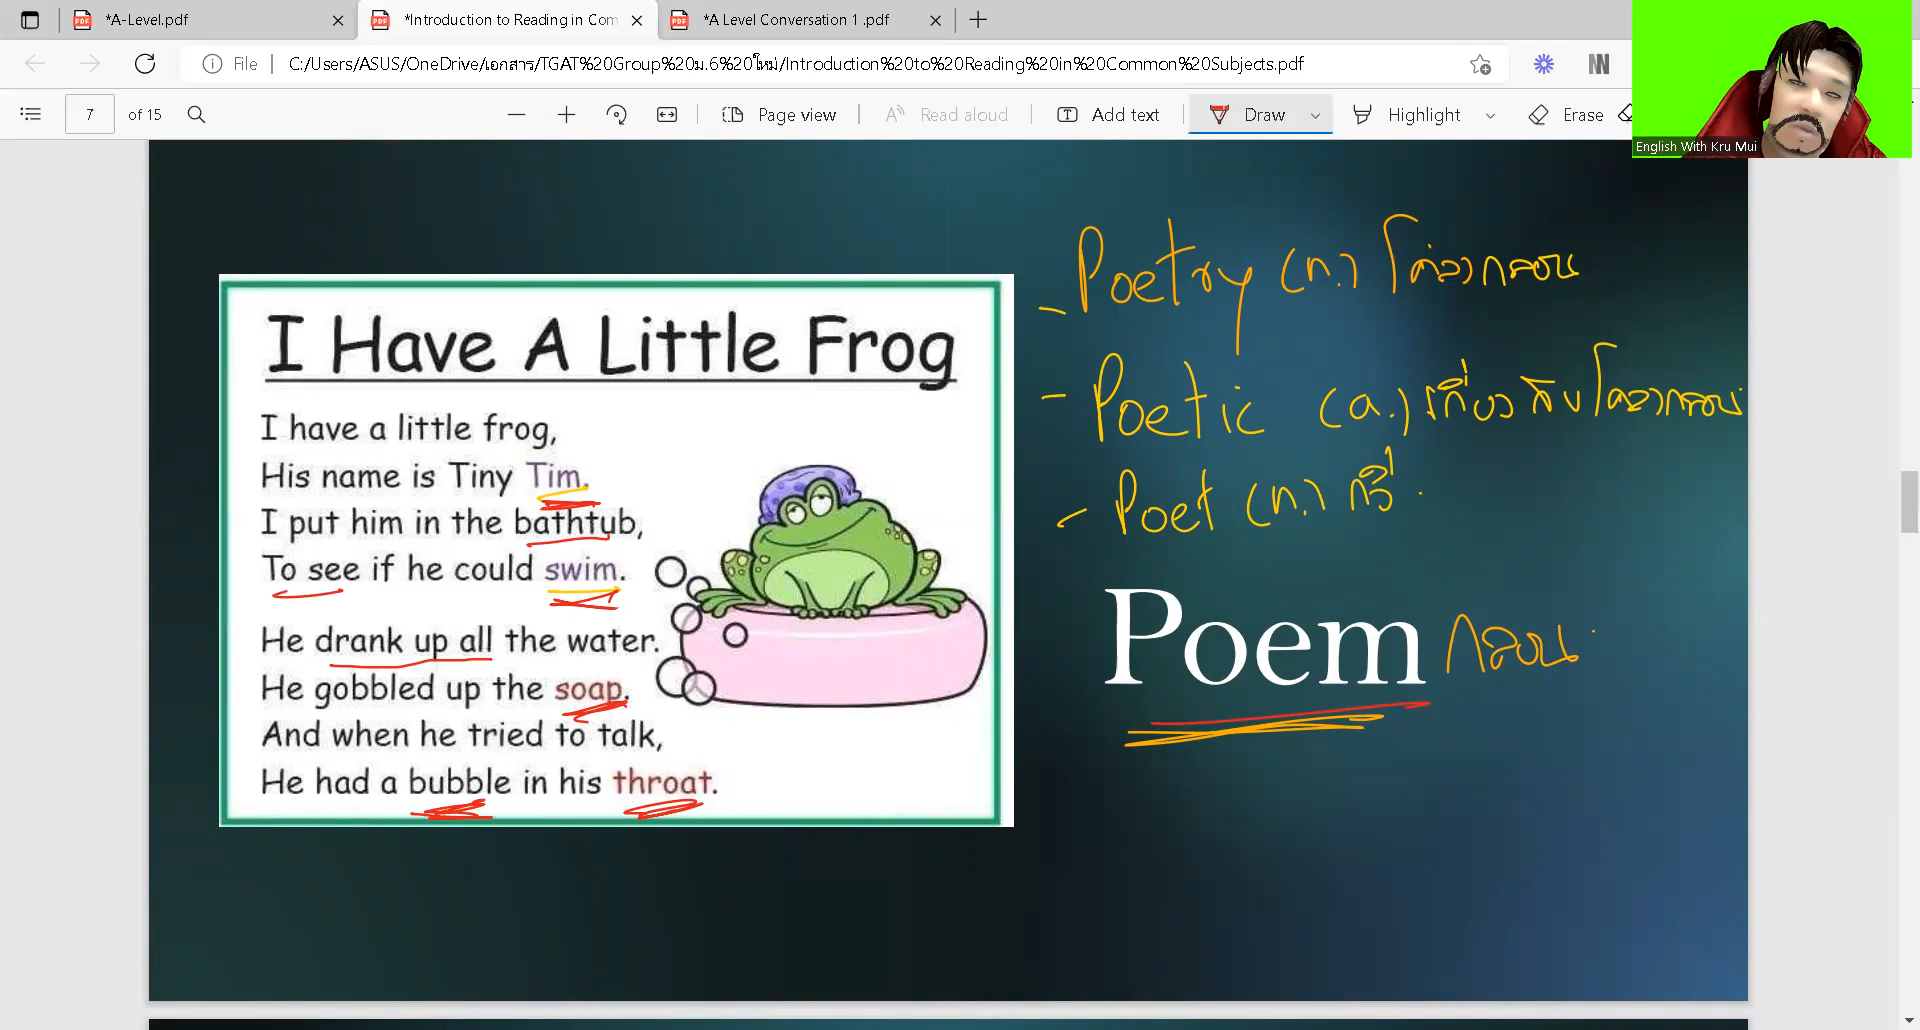 *A-Level.pdf
*Introduction to Reading in Com
*A Level Conversation 1 .pdf
File
C:/Users/ASUS/OneDrive/เอกสาร/TGAT%20Group%20ม.6%20ใหม่/Introduction%20to%20Reading%20in%20Common%20Subjects.pdf
7 of 15
Page view
Read aloud
Add text
Draw
Highlight
Erase
English With Kru Mui
I Have A Little Frog
I have a little frog,
His name is Tiny Tim.
I put him in the bathtub,
To see if he could swim.
He drank up all the water.
He gobbled up the soap.
And when he tried to talk,
He had a bubble in his throat.
- Poetry (n.) โคลงกลอน
- Poetic (a.) เกี่ยวกับโคลงกลอน
- Poet (n.) กวี
Poem กลอน